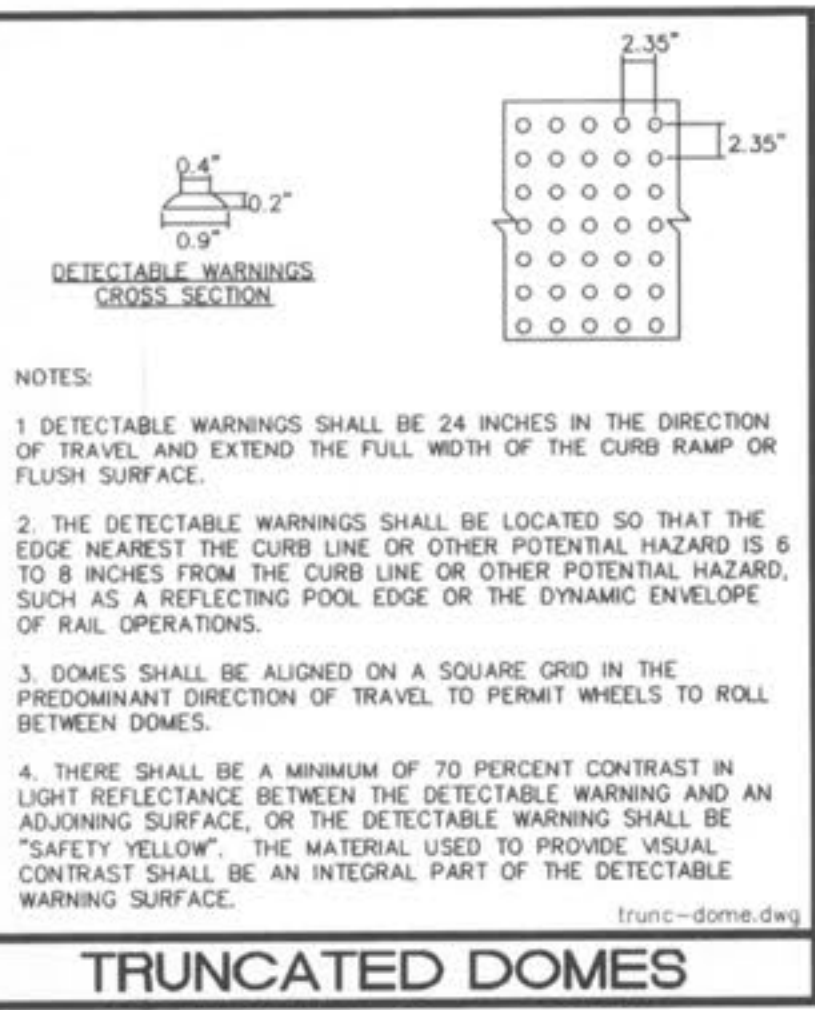 2.35"
2.35"
0.4"
0.2"
0.9"
DETECTABLE WARNINGS
CROSS SECTION
NOTES:
1 DETECTABLE WARNINGS SHALL BE 24 INCHES IN THE DIRECTION
OF TRAVEL AND EXTEND THE FULL WIDTH OF THE CURB RAMP OR
FLUSH SURFACE.
2. THE DETECTABLE WARNINGS SHALL BE LOCATED SO THAT THE
EDGE NEAREST THE CURB LINE OR OTHER POTENTIAL HAZARD IS 6
TO 8 INCHES FROM THE CURB LINE OR OTHER POTENTIAL HAZARD,
SUCH AS A REFLECTING POOL EDGE OR THE DYNAMIC ENVELOPE
OF RAIL OPERATIONS.
3. DOMES SHALL BE ALIGNED ON A SQUARE GRID IN THE
PREDOMINANT DIRECTION OF TRAVEL TO PERMIT WHEELS TO ROLL
BETWEEN DOMES.
4. THERE SHALL BE A MINIMUM OF 70 PERCENT CONTRAST IN
LIGHT REFLECTANCE BETWEEN THE DETECTABLE WARNING AND AN
ADJOINING SURFACE, OR THE DETECTABLE WARNING SHALL BE
"SAFETY YELLOW". THE MATERIAL USED TO PROVIDE VISUAL
CONTRAST SHALL BE AN INTEGRAL PART OF THE DETECTABLE
WARNING SURFACE.
trunc-dome.dwg
TRUNCATED DOMES